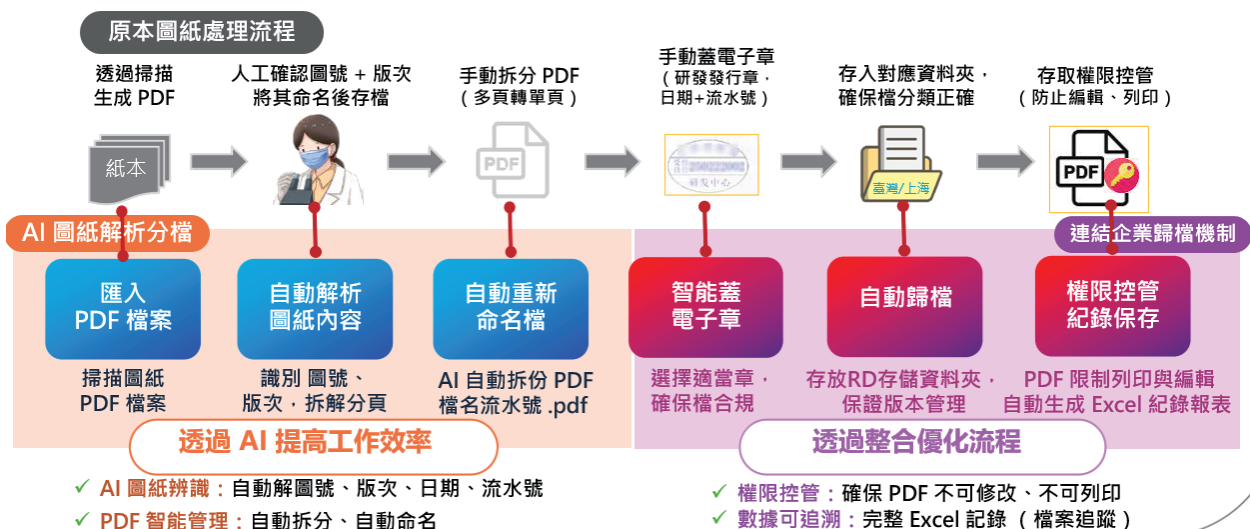 原本圖紙處理流程
透過掃描
生成 PDF
人工確認圖號 + 版次
將其命名後存檔
手動拆分 PDF
（多頁轉單頁）
手動蓋電子章
（研發發行章，
日期+流水號）
存入對應資料夾，
確保檔分類正確
存取權限控管
（防止編輯、列印）
紙本
PDF
研发中心
臺灣/上海
PDF
AI 圖紙解析分檔
連結企業歸檔機制
匯入
PDF 檔案
自動解析
圖紙內容
自動重新
命名檔
智能蓋
電子章
自動歸檔
權限控管
紀錄保存
掃描圖紙
PDF 檔案
識別 圖號、
版次，拆解分頁
AI 自動拆份 PDF
檔名流水號 .pdf
選擇適當章，
確保檔合規
存放RD存儲資料夾，
保證版本管理
PDF 限制列印與編輯
自動生成 Excel 紀錄報表
透過 AI 提高工作效率
透過整合優化流程
✓ AI 圖紙辨識：自動解圖號、版次、日期、流水號
✓ PDF 智能管理：自動拆分、自動命名
✓ 權限控管：確保 PDF 不可修改、不可列印
✓ 數據可追溯：完整 Excel 記錄（檔案追蹤）